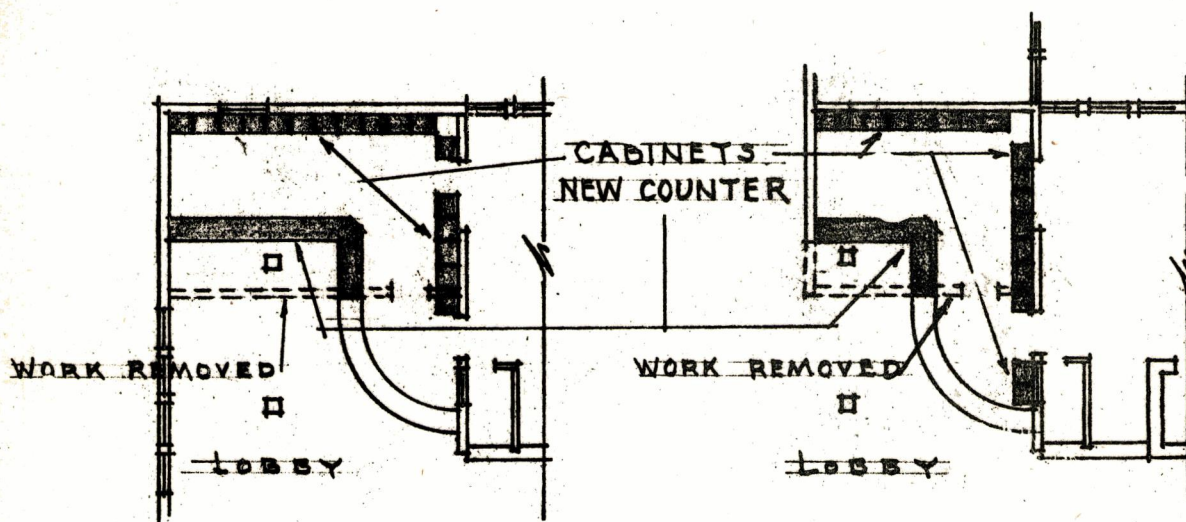 CABINETS
NEW COUNTER
WORK REMOVED
WORK REMOVED
LOBBY
LOBBY